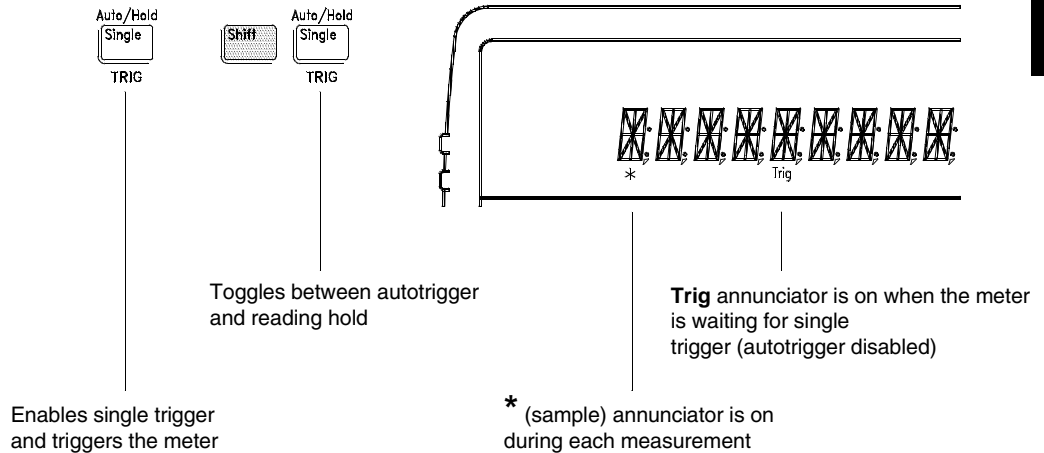 Auto/Hold
Single
TRIG
Shift
Auto/Hold
Single
TRIG
*
Trig
Toggles between autotrigger
and reading hold
Trig annunciator is on when the meter
is waiting for single
trigger (autotrigger disabled)
Enables single trigger
and triggers the meter
* (sample) annunciator is on
during each measurement